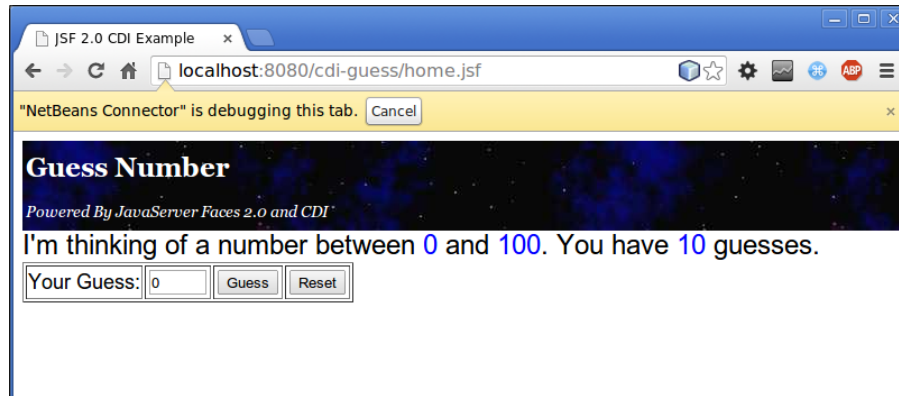 JSF 2.0 CDI Example
localhost:8080/cdi-guess/home.jsf
ABP
"NetBeans Connector" is debugging this tab. Cancel
Guess Number
Powered By JavaServer Faces 2.0 and CDI
I'm thinking of a number between 0 and 100. You have 10 guesses.
Your Guess: 0 Guess Reset